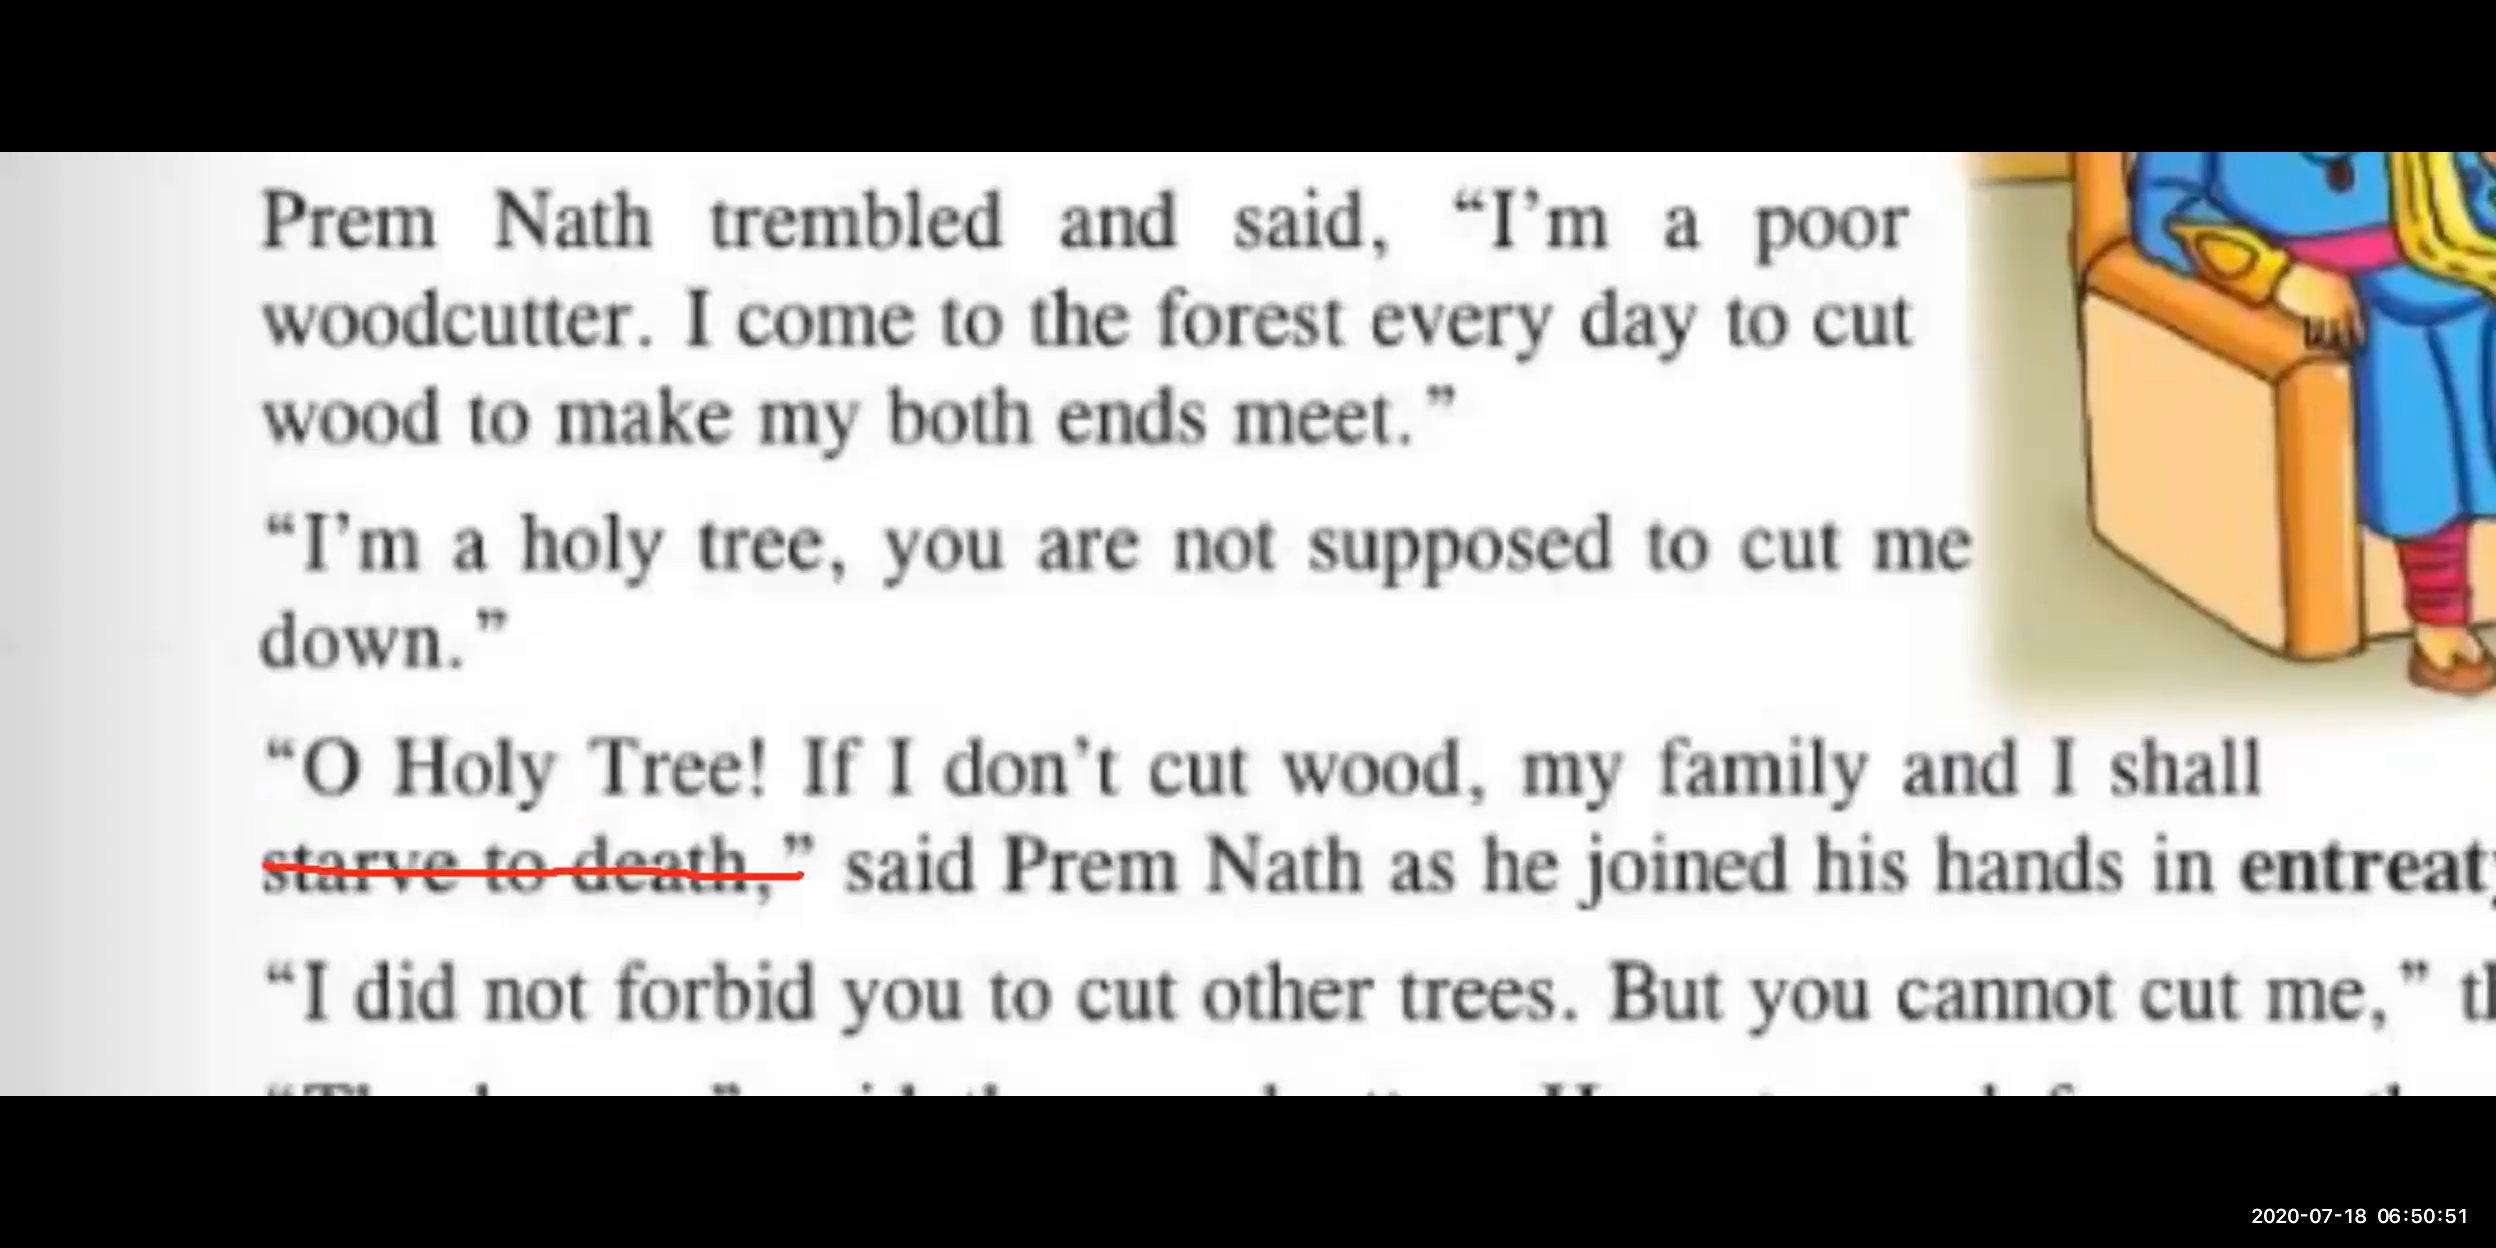 Prem Nath trembled and said, “I’m a poor
woodcutter. I come to the forest every day to cut
wood to make my both ends meet.”
“I’m a holy tree, you are not supposed to cut me
down.”
“O Holy Tree! If I don’t cut wood, my family and I shall
starve to death,” said Prem Nath as he joined his hands in entreaty
“I did not forbid you to cut other trees. But you cannot cut me,”
2020-07-18 06:50:51